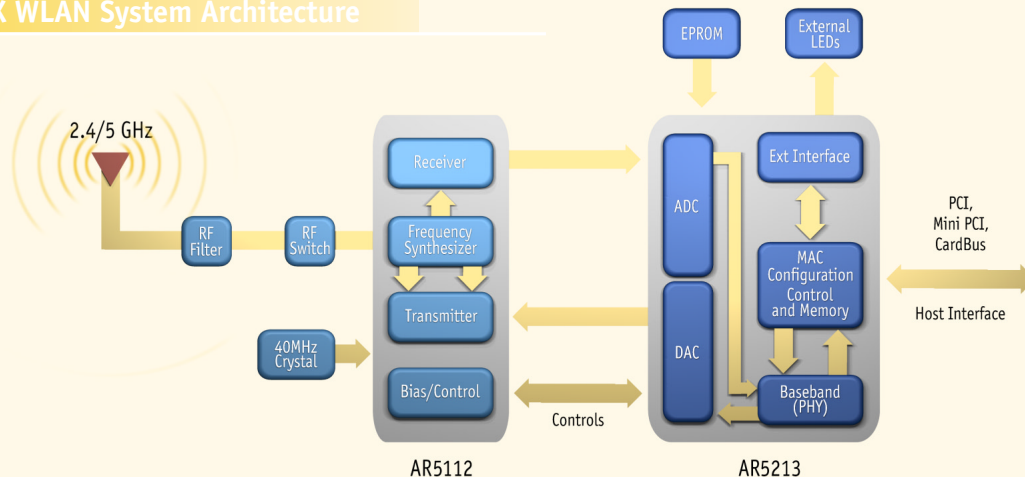 X WLAN System Architecture
EPROM
External
LEDs
2.4/5 GHz
Receiver
Ext Interface
ADC
PCI,
Mini PCI,
CardBus
RF
Filter
RF
Switch
Frequency
Synthesizer
MAC
Configuration
Control
and Memory
Host Interface
Transmitter
40MHz
Crystal
DAC
Bias/Control
Baseband
(PHY)
Controls
AR5112
AR5213